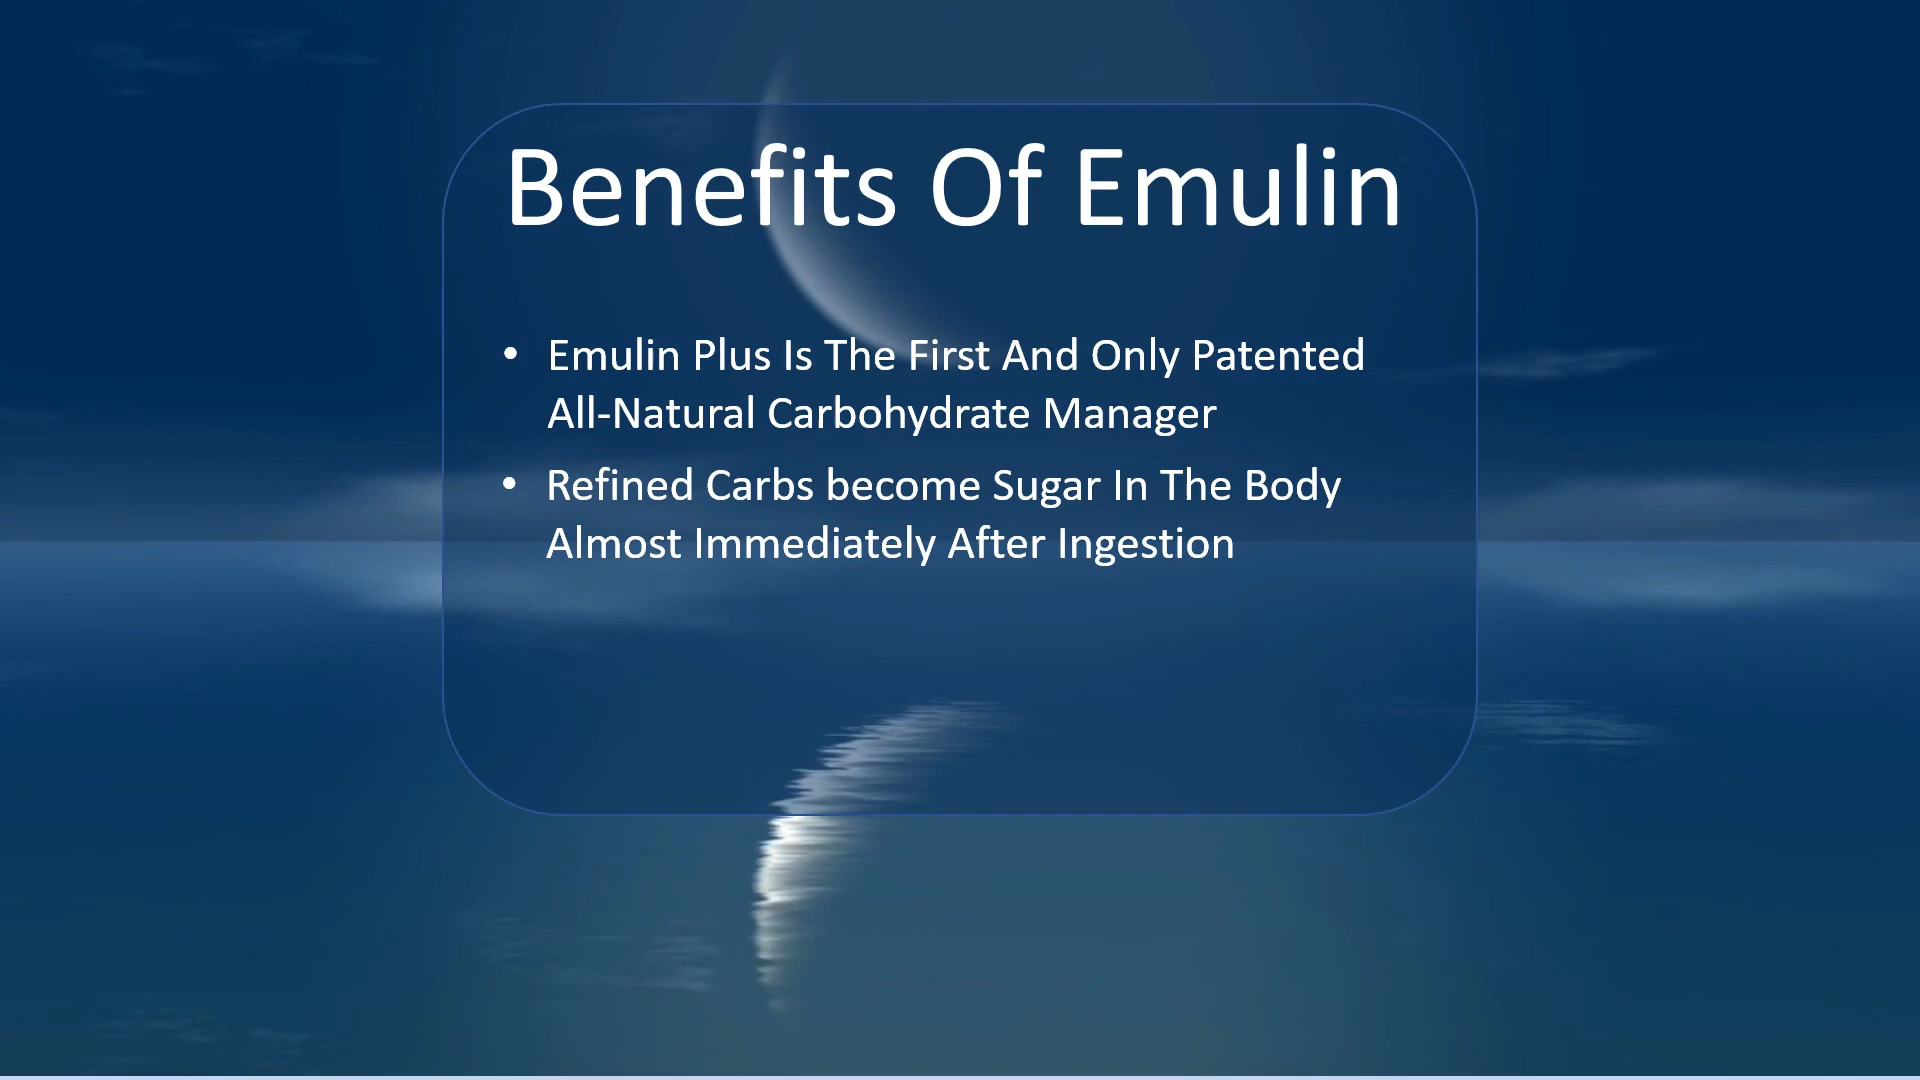 Benefits Of Emulin
• Emulin Plus Is The First And Only Patented
All-Natural Carbohydrate Manager
• Refined Carbs become Sugar In The Body
Almost Immediately After Ingestion